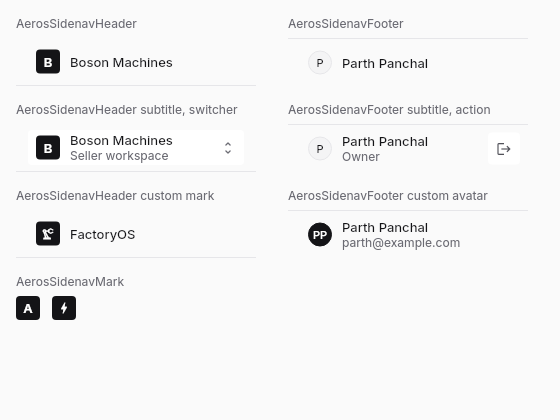 AerosSidenavHeader
B Boson Machines
AerosSidenavHeader subtitle, switcher
B Boson Machines
Seller workspace
AerosSidenavHeader custom mark
FactoryOS
AerosSidenavMark
A
AerosSidenavFooter
P Parth Panchal
AerosSidenavFooter subtitle, action
P Parth Panchal
Owner
AerosSidenavFooter custom avatar
PP Parth Panchal
parth@example.com